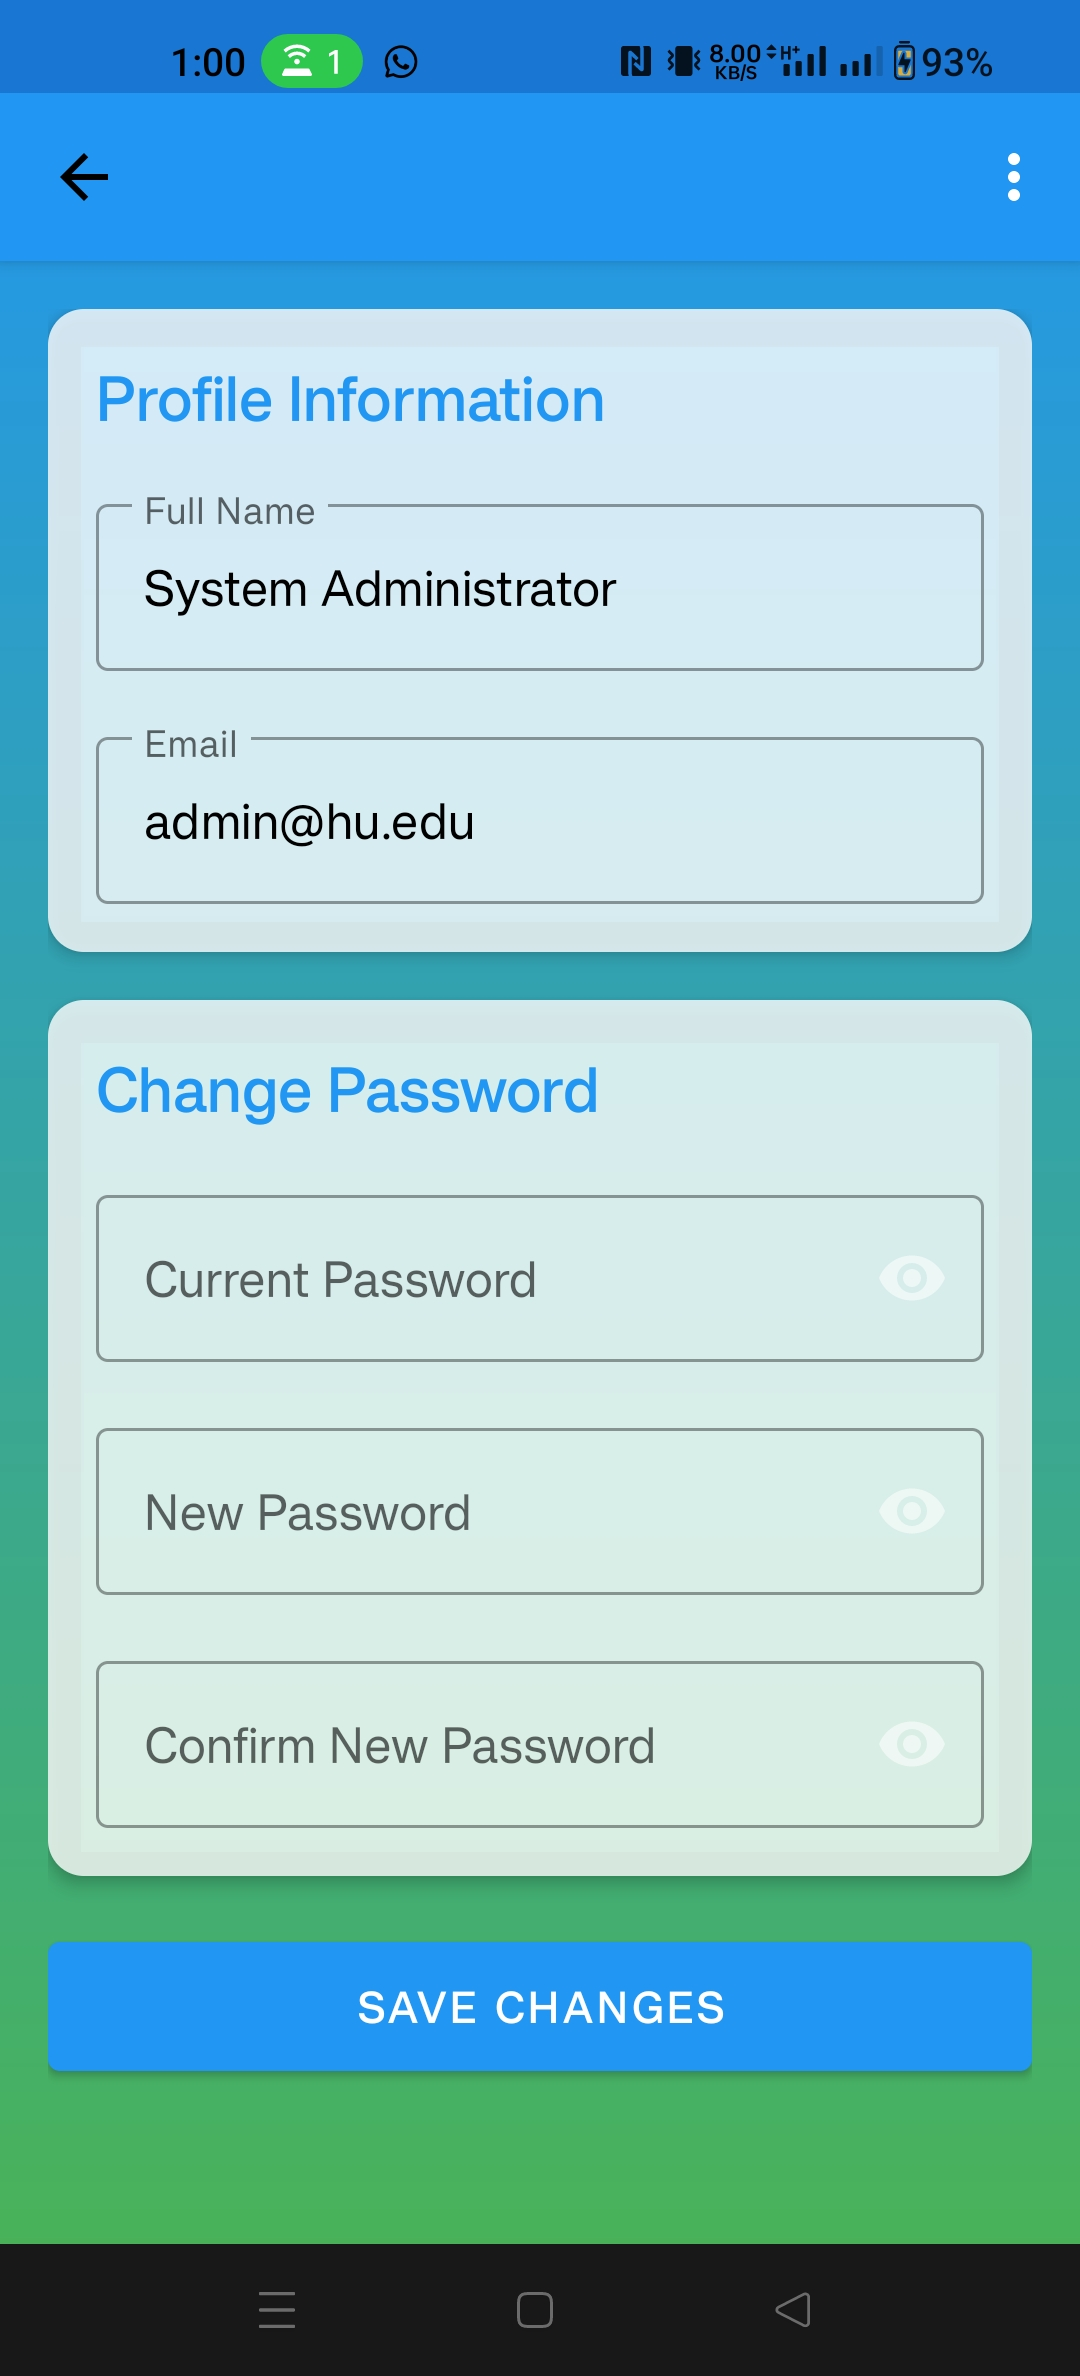 1:00 1 8.00 KB/S H+ 93%
Profile Information
Full Name
System Administrator
Email
admin@hu.edu
Change Password
Current Password
New Password
Confirm New Password
SAVE CHANGES